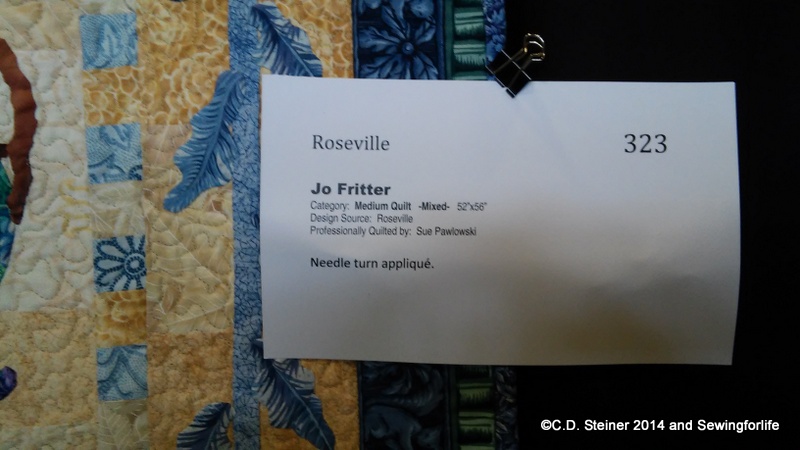 Roseville 323
Jo Fritter
Category: Medium Quilt -Mixed- 52"x56"
Design Source: Roseville
Professionally Quilted by: Sue Pawlowski
Needle turn appliqué.
©C.D. Steiner 2014 and Sewingforlife